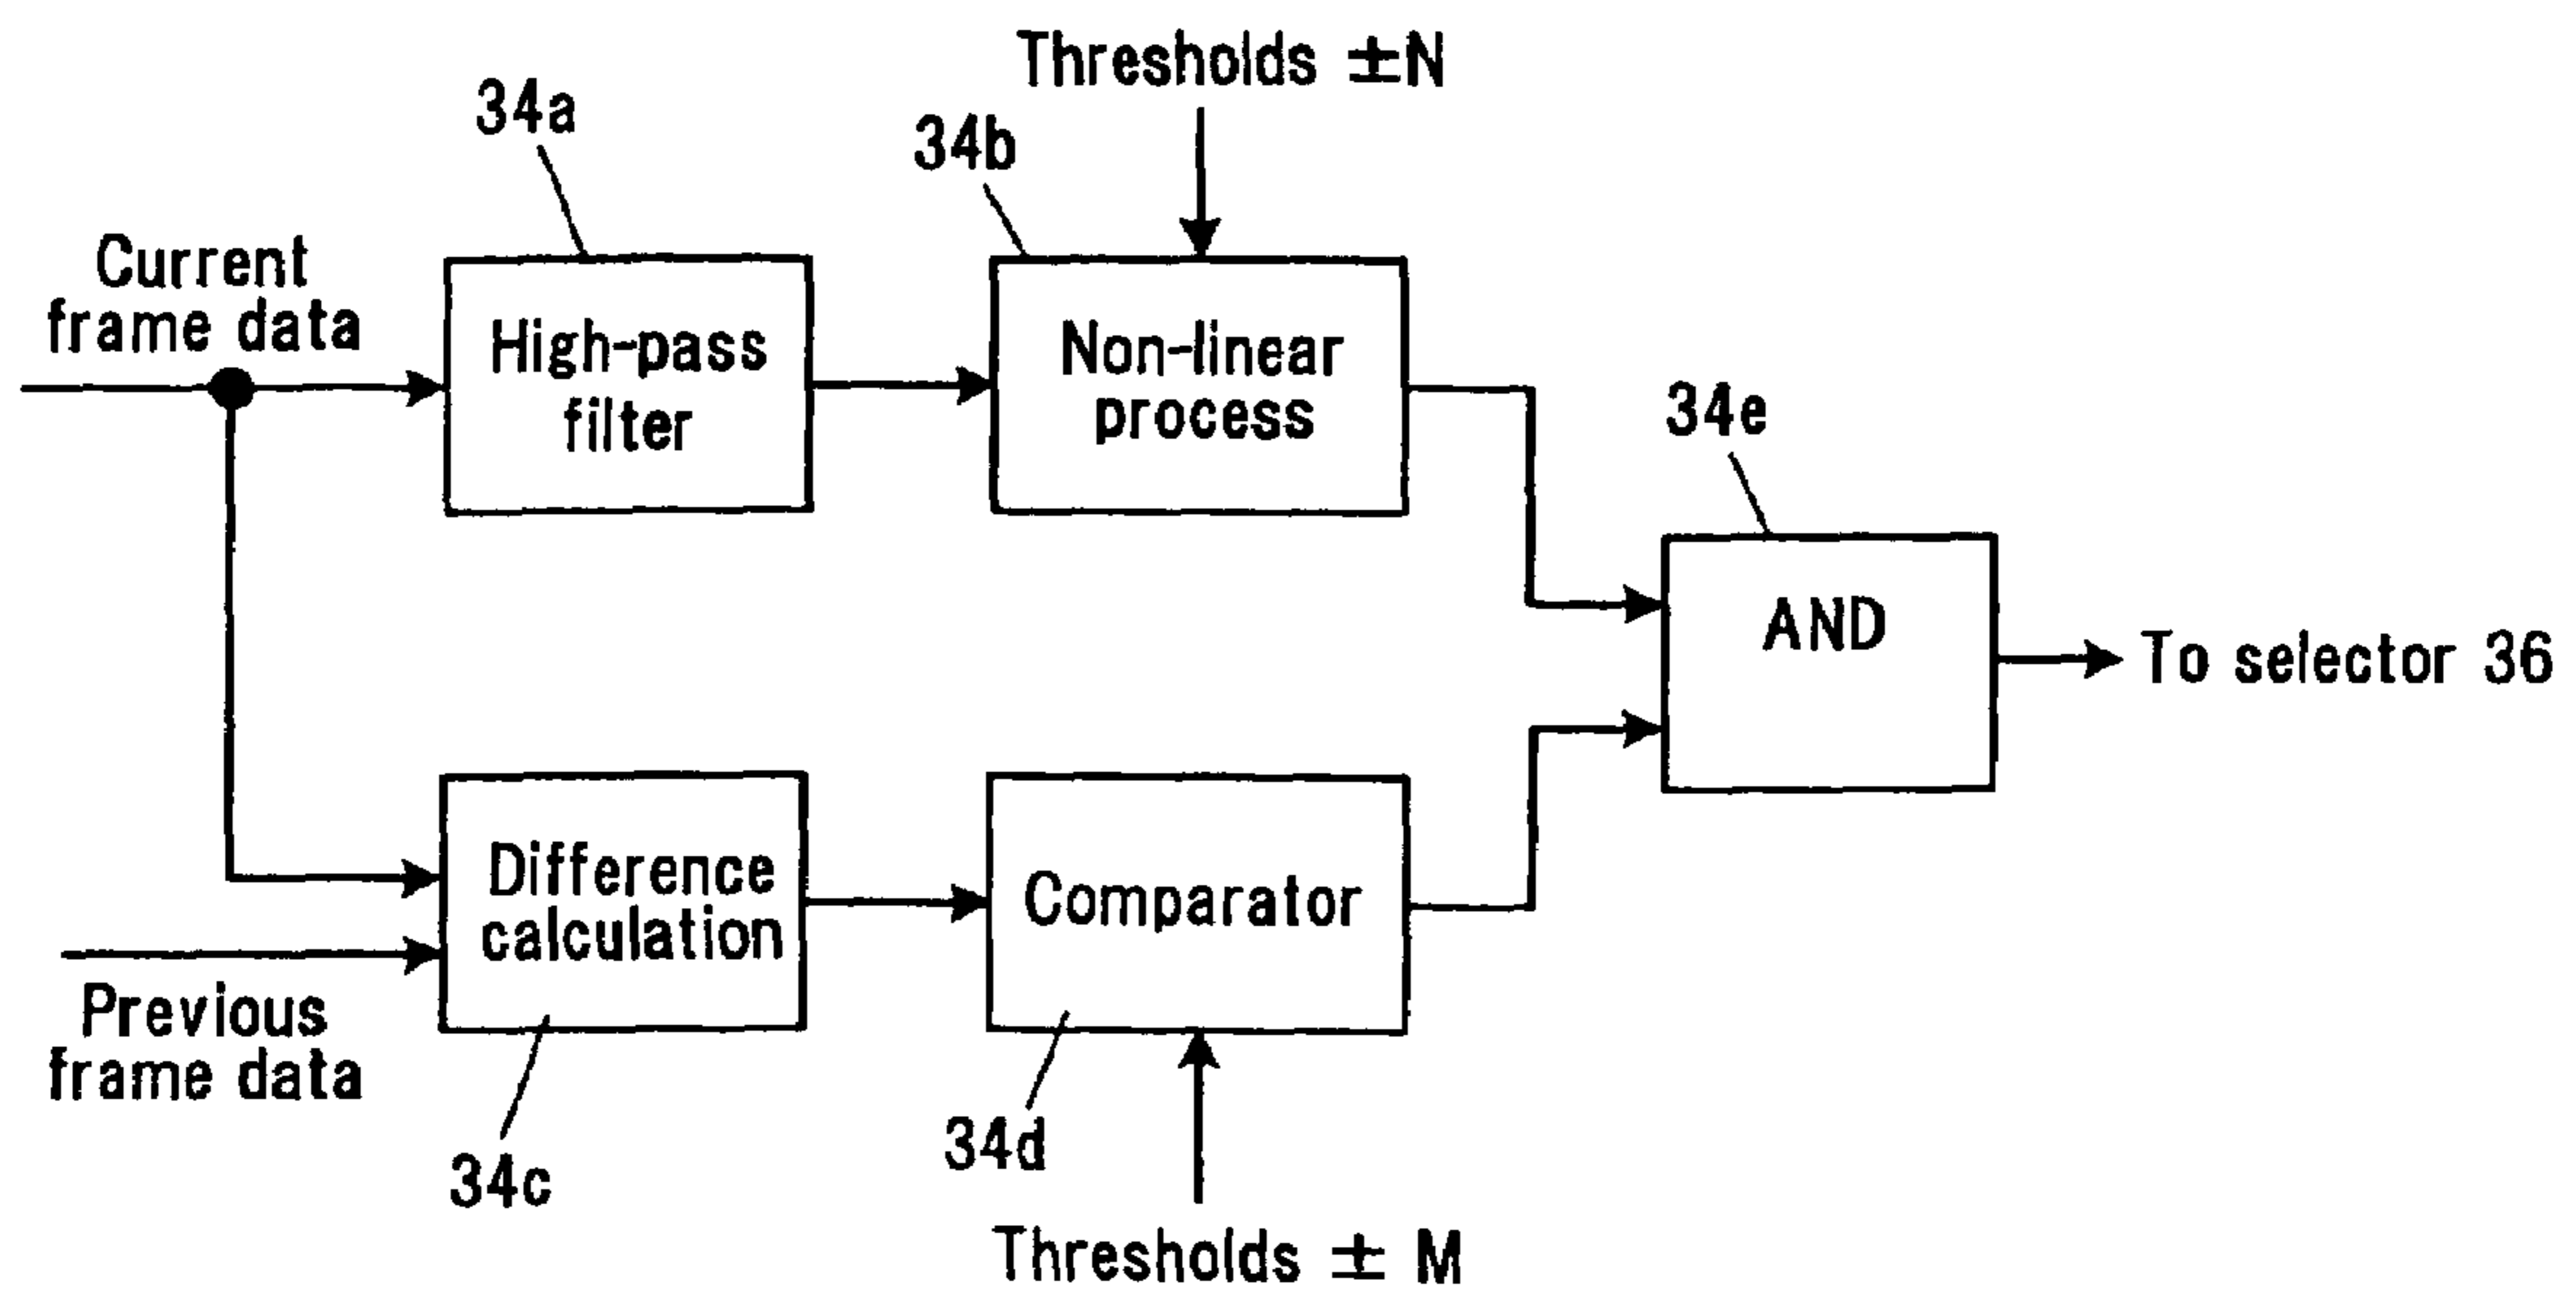 Thresholds ±N
34a
34b
Current
frame data
High-pass
filter
Non-linear
process
34e
AND
To selector 36
Difference
calculation
Comparator
Previous
frame data
34c
34d
Thresholds ± M